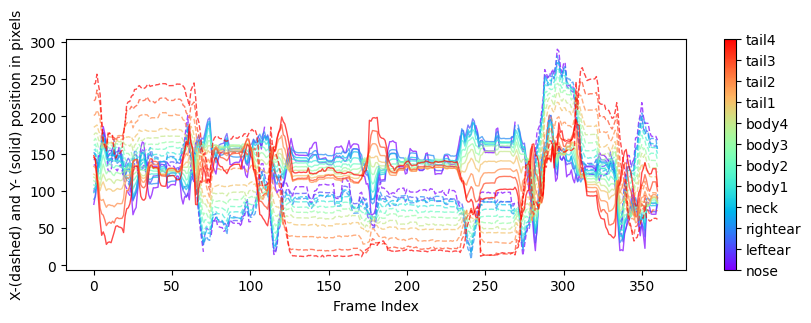 X-(dashed) and Y- (solid) position in pixels
300
250
200
150
100
50
0
0 50 100 150 200 250 300 350
Frame Index
tail4
tail3
tail2
tail1
body4
body3
body2
body1
neck
rightear
leftear
nose